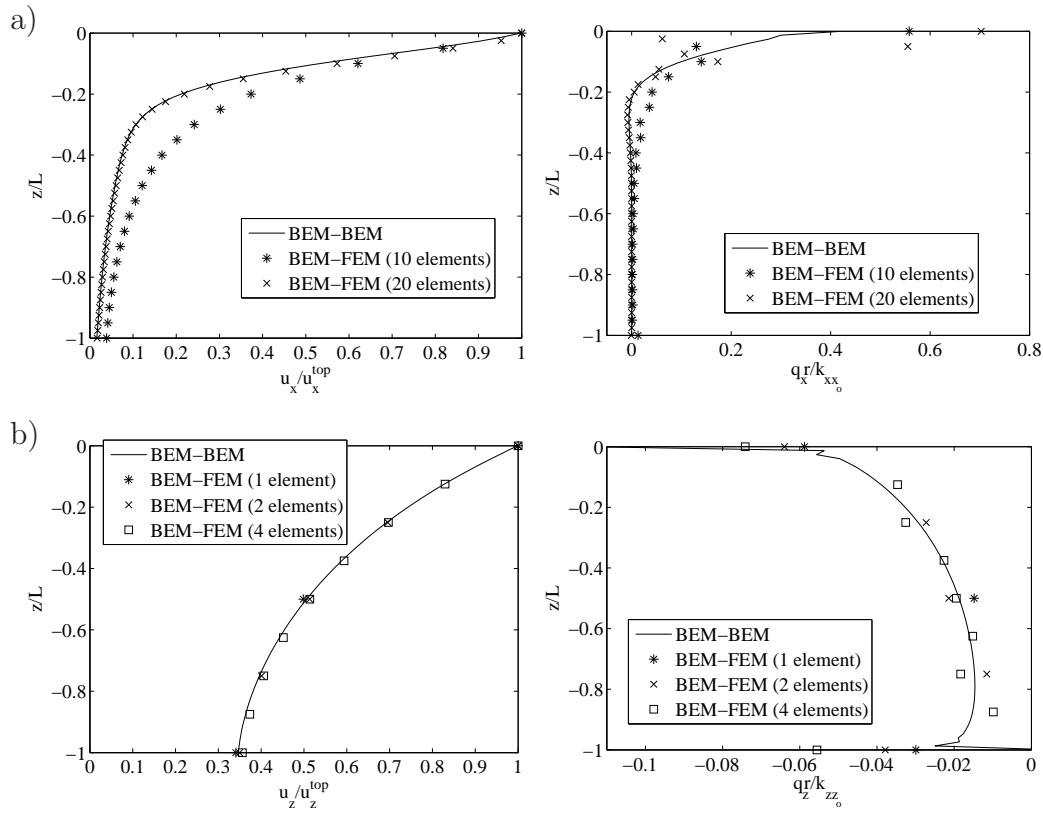 a)
0
−0.2
−0.4
−0.6
−0.8
−1
z/L
0 0.1 0.2 0.3 0.4 0.5 0.6 0.7 0.8 0.9 1
u_x/u_x^top
BEM−BEM
BEM−FEM (10 elements)
BEM−FEM (20 elements)
0
−0.2
−0.4
−0.6
−0.8
−1
z/L
0 0.2 0.4 0.6 0.8
q_x r/k_xx_o
BEM−BEM
BEM−FEM (10 elements)
BEM−FEM (20 elements)
b)
0
−0.2
−0.4
−0.6
−0.8
−1
z/L
0 0.1 0.2 0.3 0.4 0.5 0.6 0.7 0.8 0.9 1
u_z/u_z^top
BEM−BEM
BEM−FEM (1 element)
BEM−FEM (2 elements)
BEM−FEM (4 elements)
0
−0.2
−0.4
−0.6
−0.8
−1
z/L
−0.1 −0.08 −0.06 −0.04 −0.02 0
q_z r/k_zz_o
BEM−BEM
BEM−FEM (1 element)
BEM−FEM (2 elements)
BEM−FEM (4 elements)